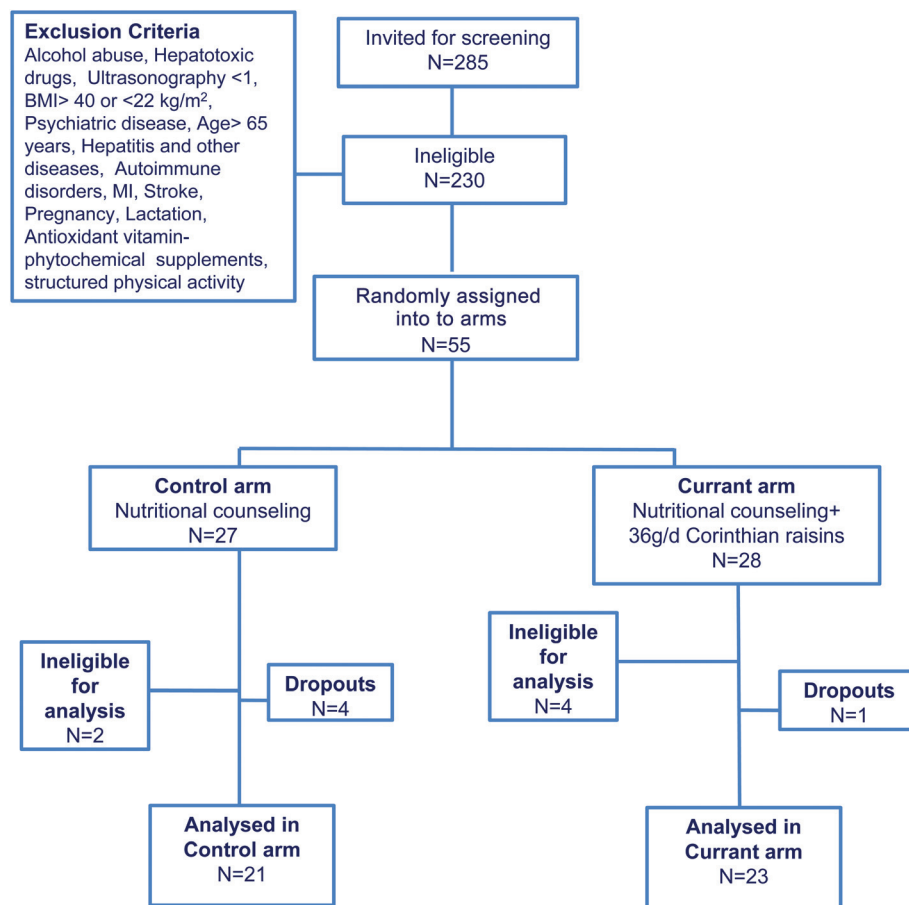 Exclusion Criteria
Alcohol abuse, Hepatotoxic
drugs,  Ultrasonography <1,
BMI> 40 or <22 kg/m²,
Psychiatric disease, Age> 65
years, Hepatitis and other
diseases,  Autoimmune
disorders, MI, Stroke,
Pregnancy, Lactation,
Antioxidant vitamin-
phytochemical  supplements,
structured physical activity
Invited for screening
N=285
Ineligible
N=230
Randomly assigned
into to arms
N=55
Control arm
Nutritional counseling
N=27
Currant arm
Nutritional counseling+
36g/d Corinthian raisins
N=28
Ineligible
for
analysis
N=2
Dropouts
N=4
Ineligible
for
analysis
N=4
Dropouts
N=1
Analysed in
Control arm
N=21
Analysed in
Currant arm
N=23